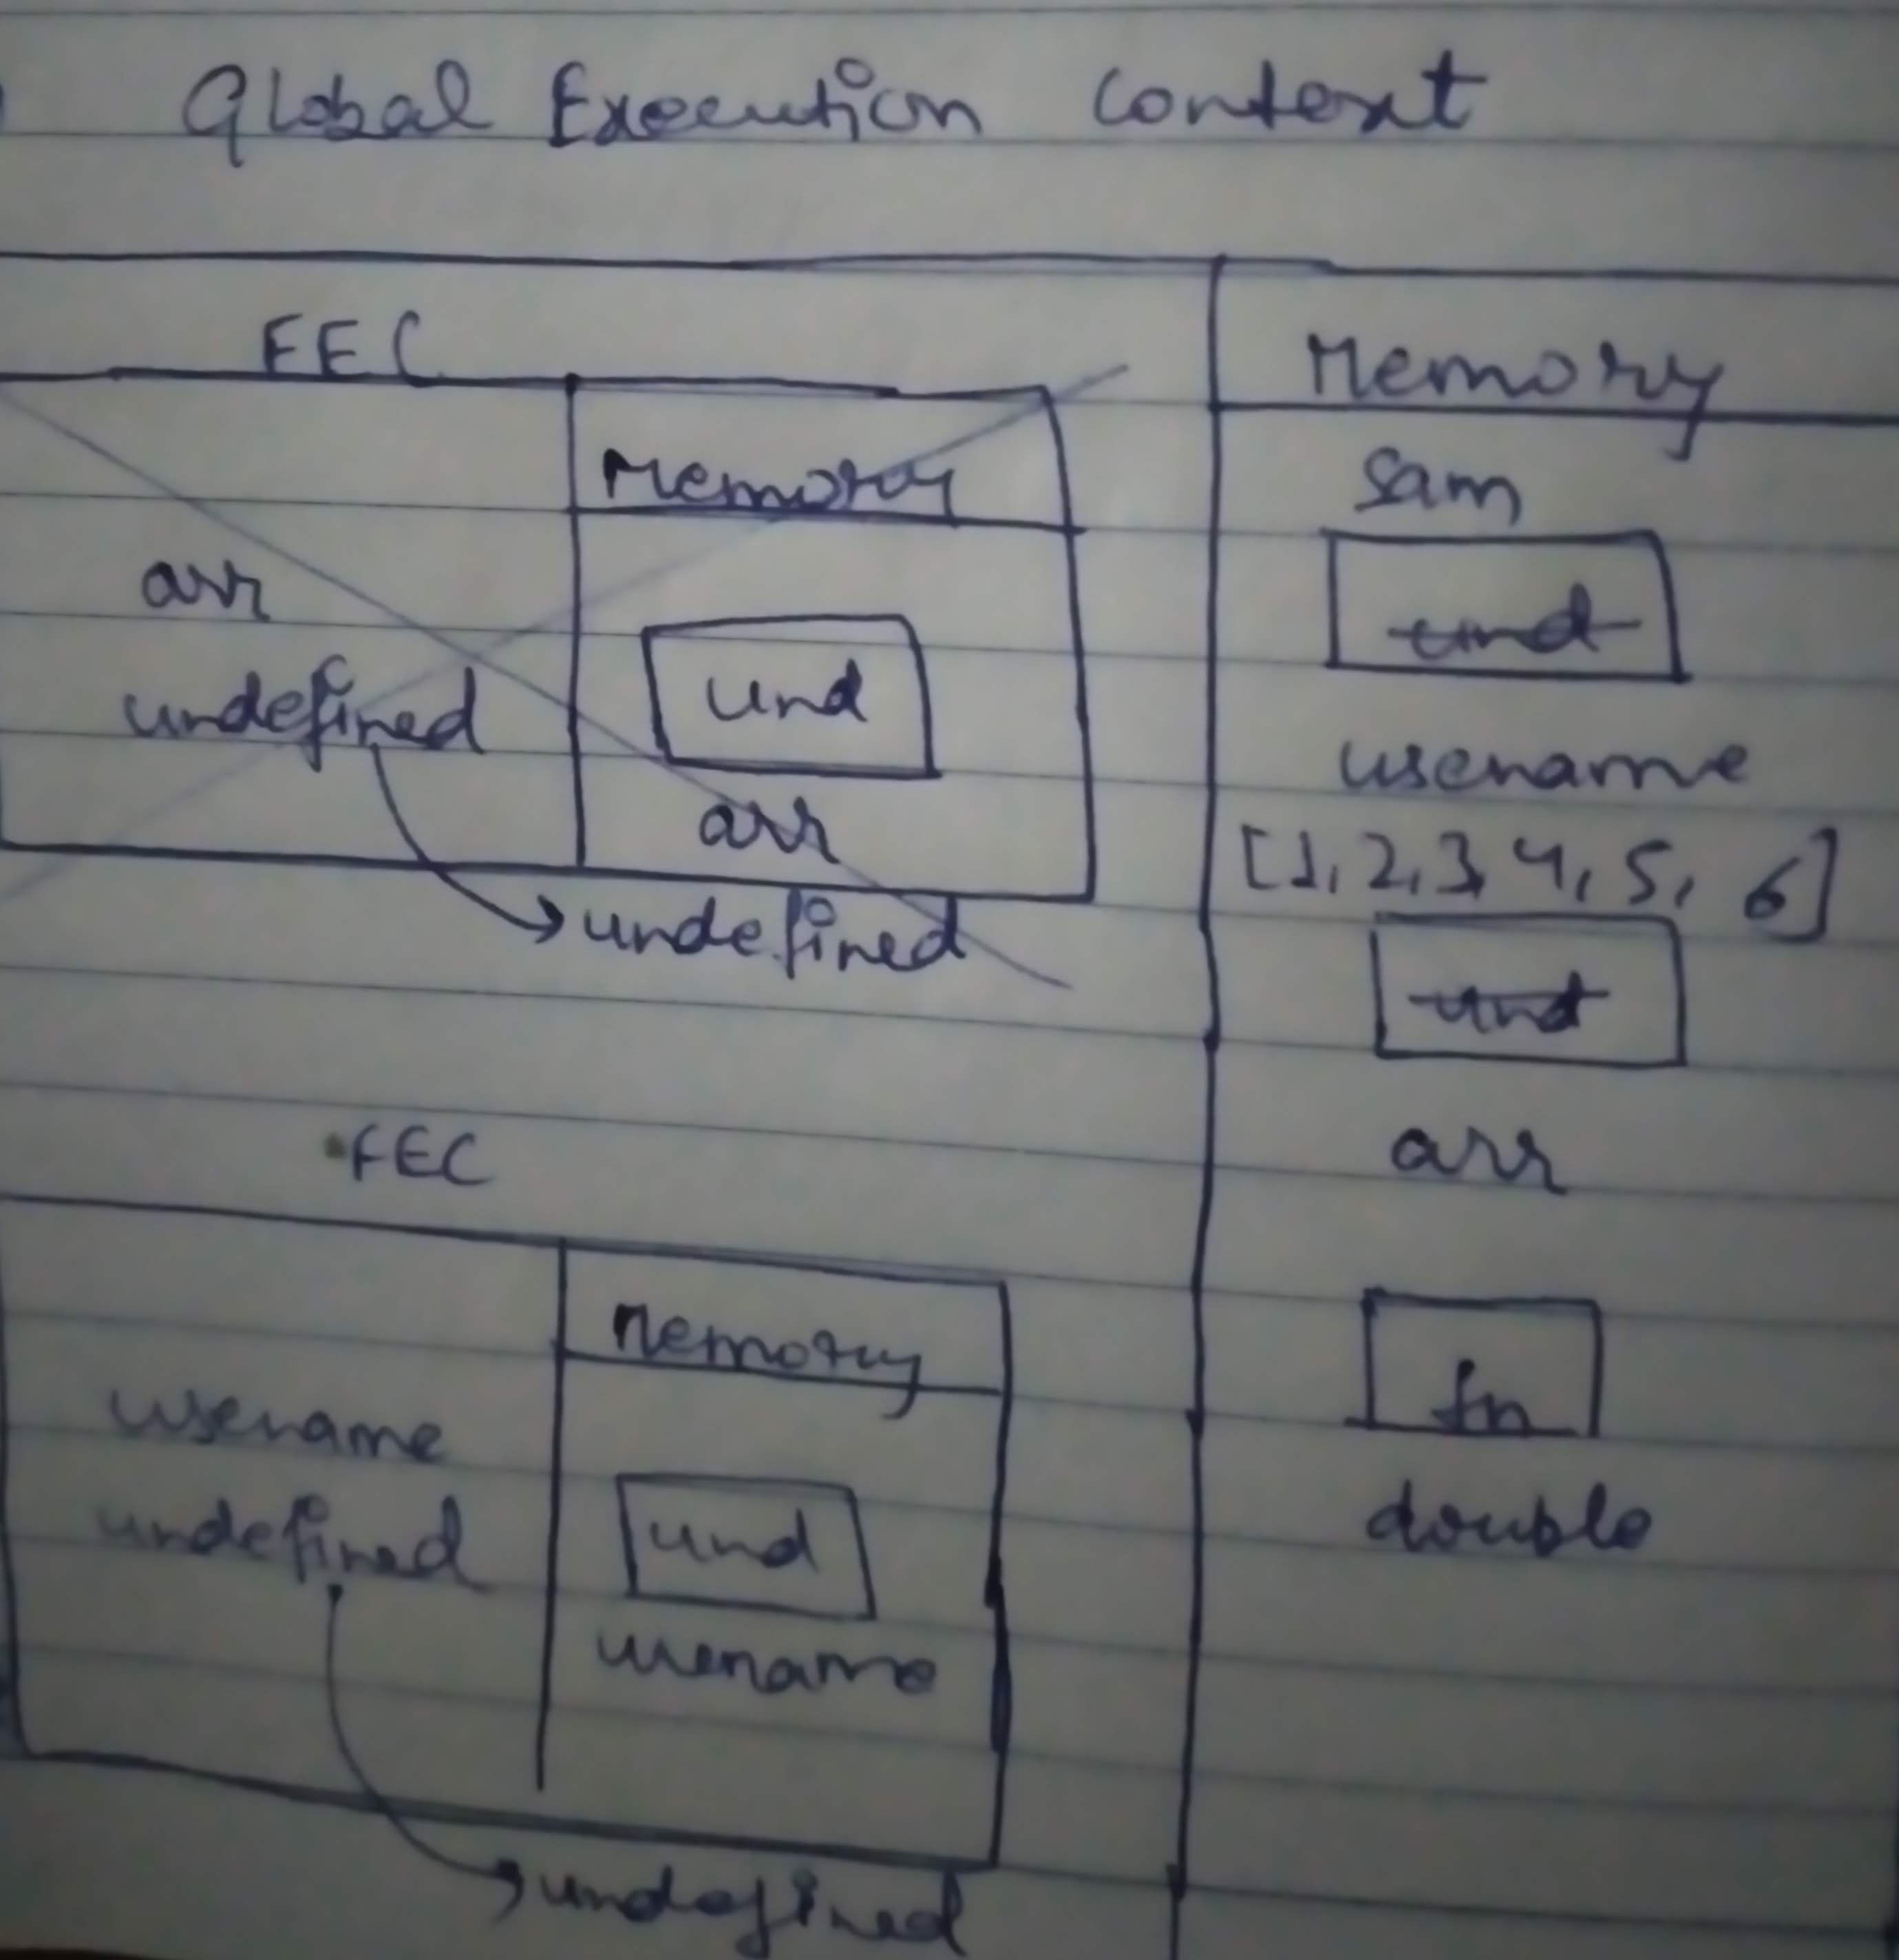 Global Execution Context
FEC
Memory
arr
undefined
und
arr
undefined
FEC
Memory
username
undefined
und
username
undefined
Memory
Sam
und
username
[1, 2, 3, 4, 5, 6]
und
arr
fn
double